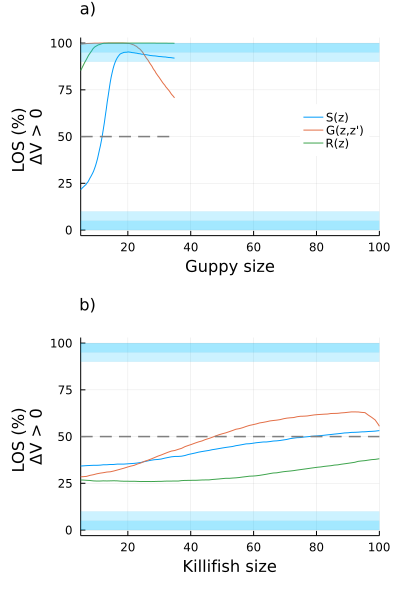 a)
LOS (%)
ΔV > 0
100
75
50
25
0
S(z)
G(z,z')
R(z)
20 40 60 80 100
Guppy size
b)
LOS (%)
ΔV > 0
100
75
50
25
0
20 40 60 80 100
Killifish size